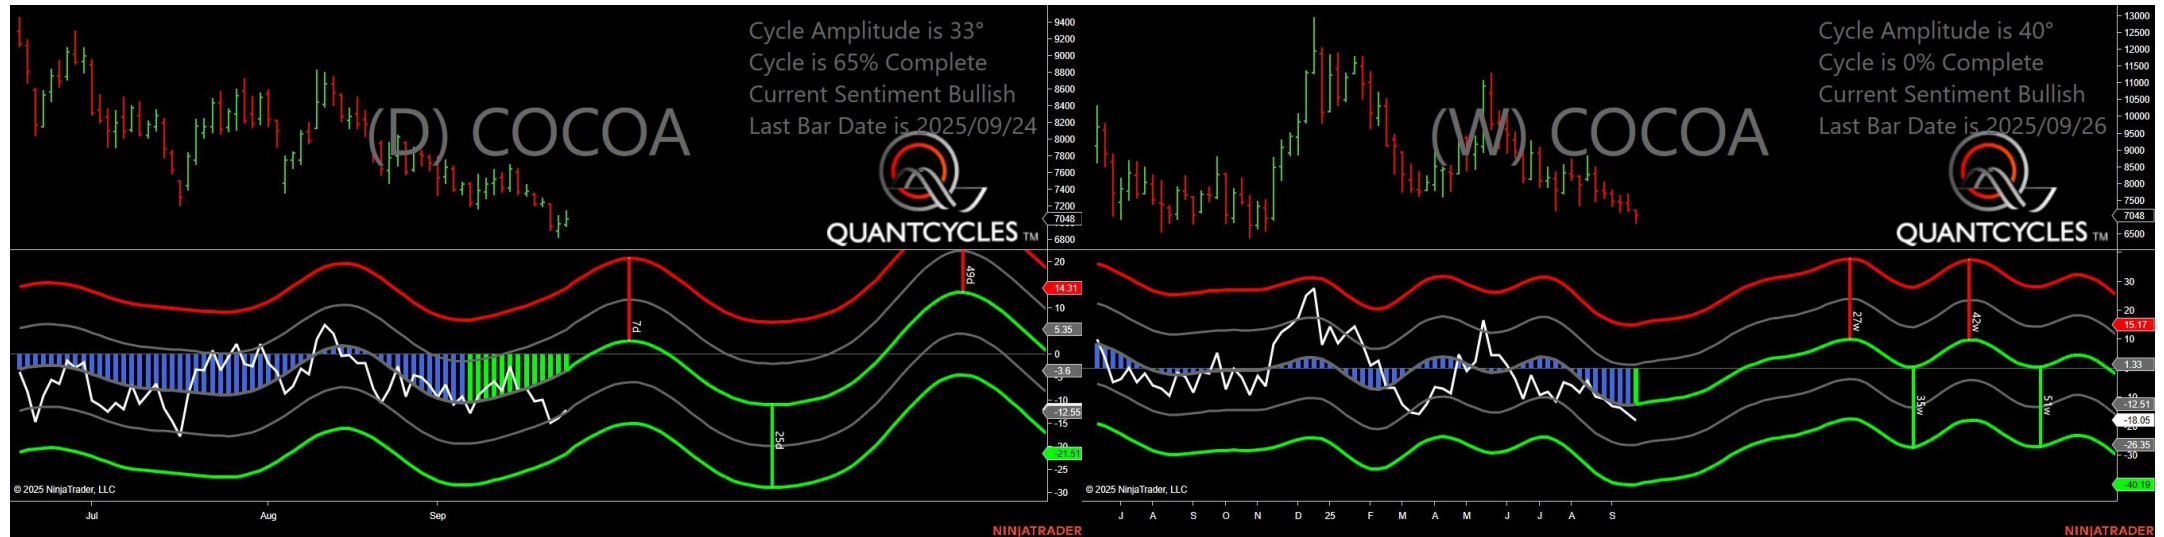 Cycle Amplitude is 33°
Cycle is 65% Complete
Current Sentiment Bullish
Last Bar Date is 2025/09/24
(D) COCOA
QUANTCYCLES TM
9400
9200
9000
8800
8600
8400
8200
8000
7800
7600
7400
7200
7048
6800
20
14.31
10
5.35
0
-3.6
-10
-12.55
-15
-20
-21.51
-25
-30
7d
25d
49d
© 2025 NinjaTrader, LLC
Jul Aug Sep
NINJATRADER
Cycle Amplitude is 40°
Cycle is 0% Complete
Current Sentiment Bullish
Last Bar Date is 2025/09/26
(W) COCOA
QUANTCYCLES TM
13000
12500
12000
11500
11000
10500
10000
9500
9000
8500
8000
7500
7048
6500
30
20
15.17
10
1.33
-12.51
-18.05
-20
-26.35
-30
-40.19
27w
35w
42w
51w
© 2025 NinjaTrader, LLC
J A S O N D 25 F M A M J J A S
NINJATRADER